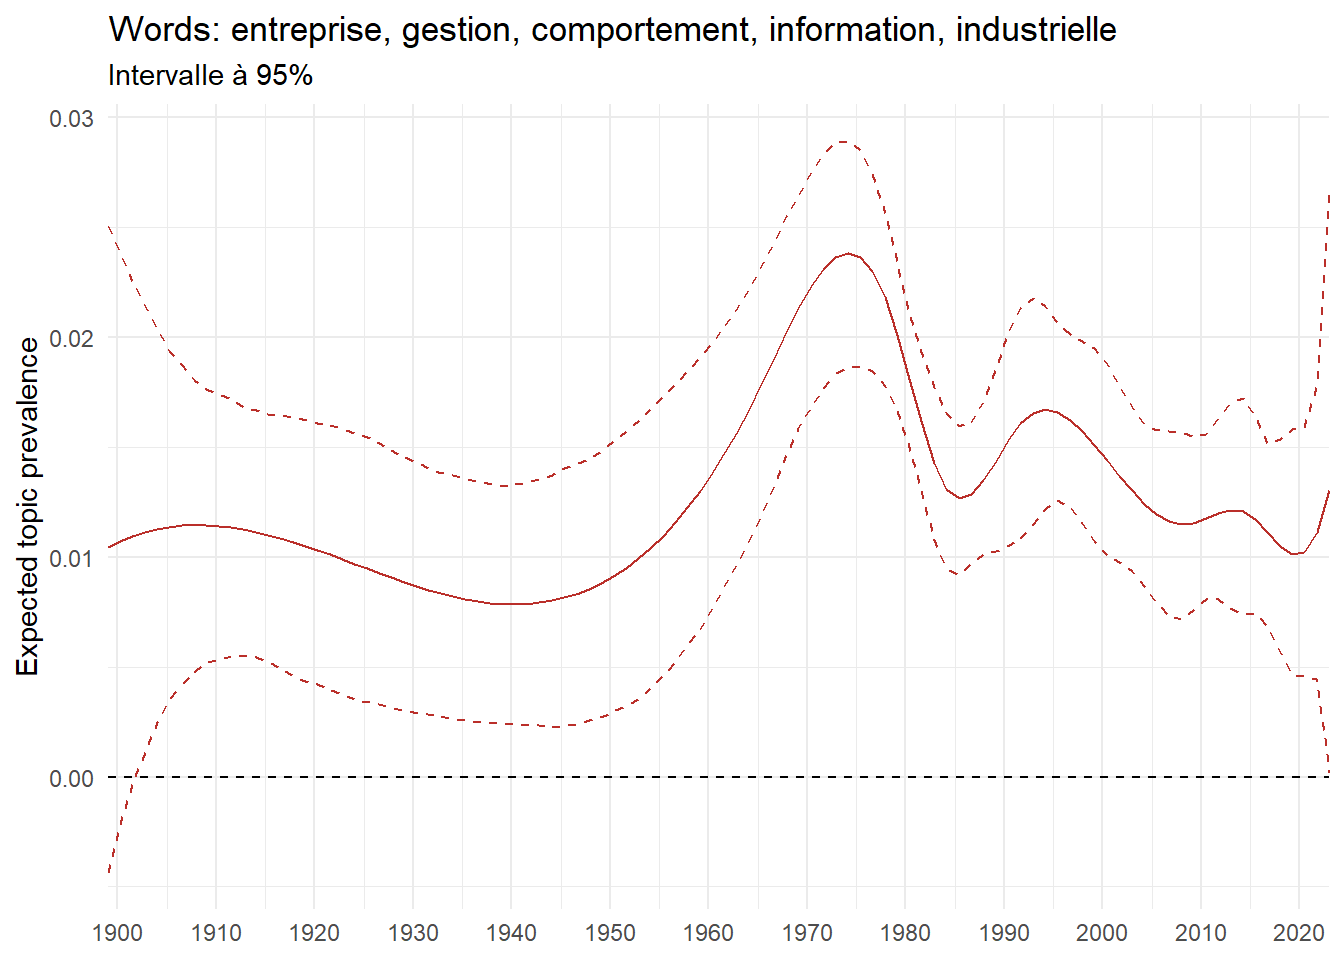 Words: entreprise, gestion, comportement, information, industrielle
Intervalle à 95%
Expected topic prevalence
0.03
0.02
0.01
0.00
1900 1910 1920 1930 1940 1950 1960 1970 1980 1990 2000 2010 2020